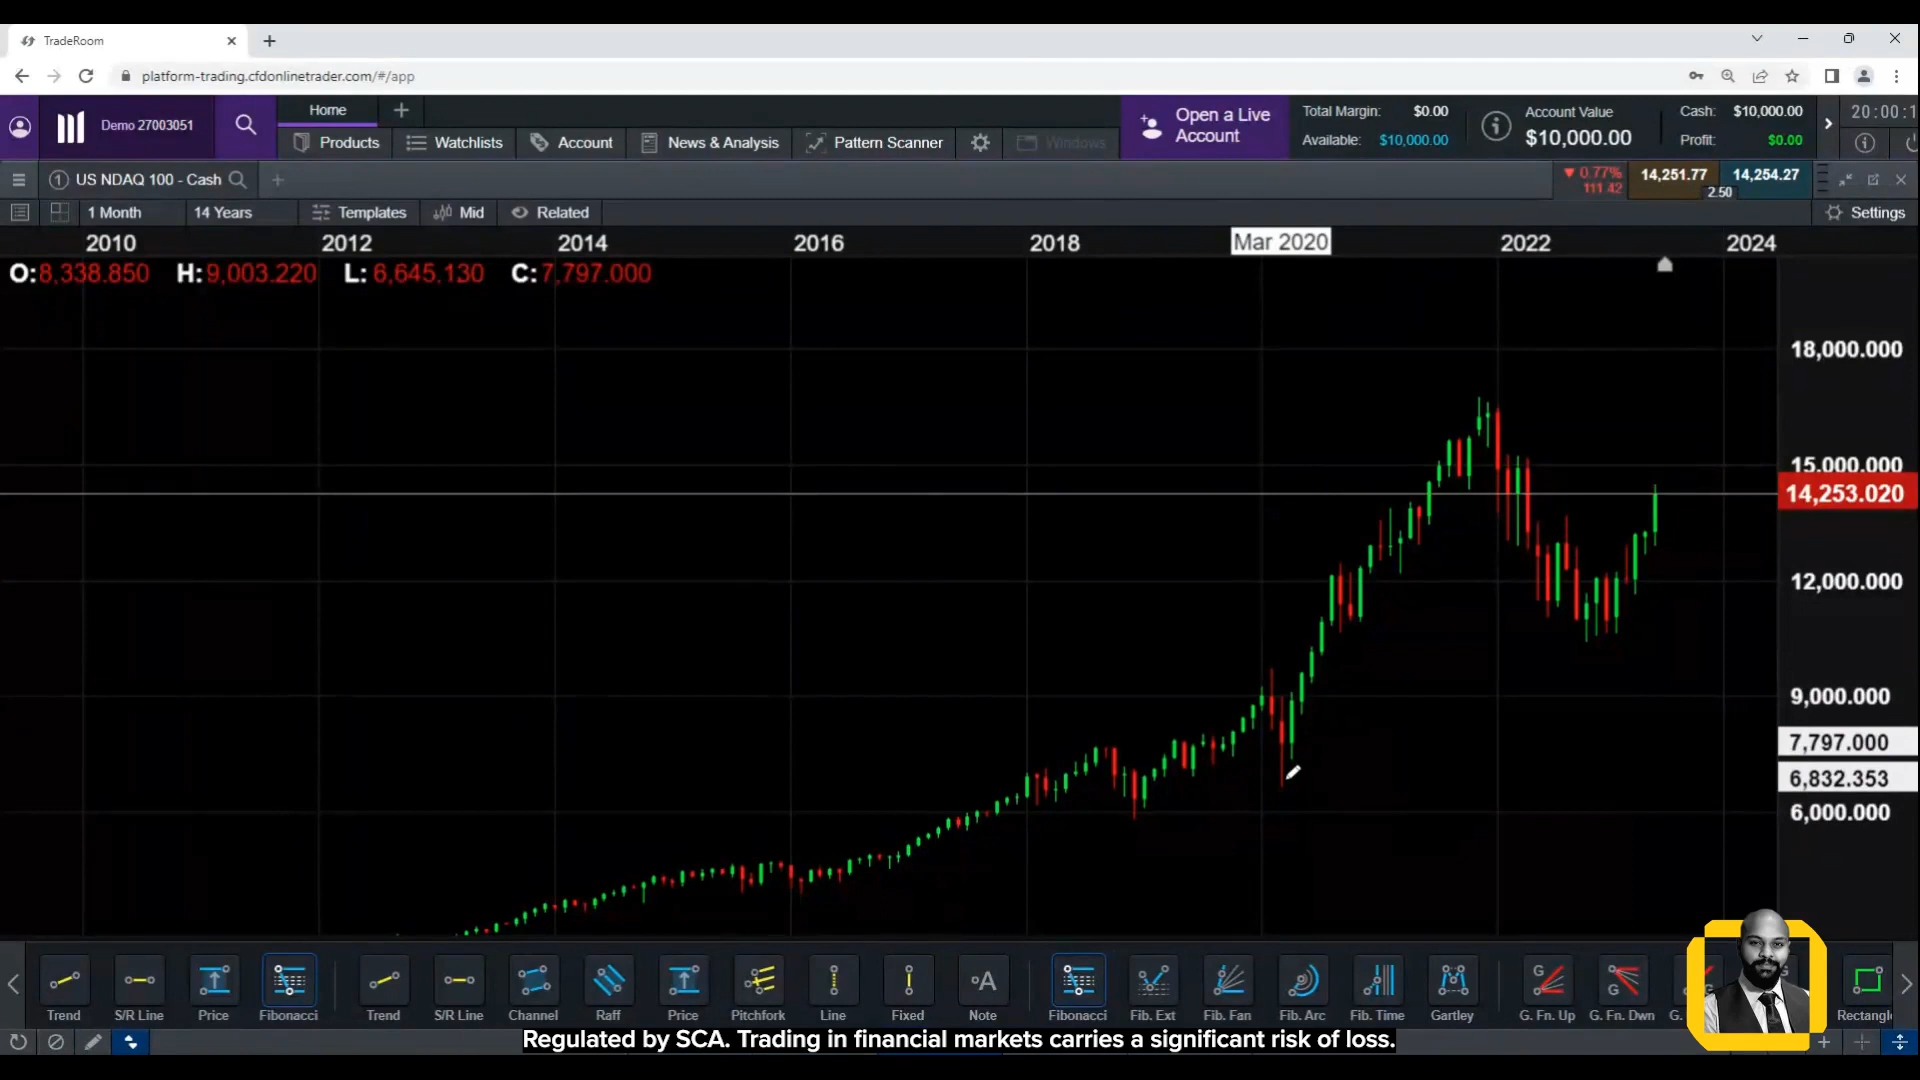 TradeRoom
platform-trading.cfdonlinetrader.com/#/app
Demo 27003051
Home
Products
Watchlists
Account
News & Analysis
Pattern Scanner
Windows
Open a Live
Account
Total Margin: $0.00
Available: $10,000.00
Account Value
$10,000.00
Cash: $10,000.00
Profit: $0.00
20:00:1
1 US NDAQ 100 - Cash
0.77%
111.42
14,251.77
14,254.27
2.50
1 Month
14 Years
Templates
Mid
Related
Settings
2010 2012 2014 2016 2018 Mar 2020 2022 2024
O:8,338.850 H:9,003.220 L:6,645.130 C:7,797.000
18,000.000
15,000.000
14,253.020
12,000.000
9,000.000
7,797.000
6,832.353
6,000.000
Trend S/R Line Price Fibonacci Trend S/R Line Channel Raff Price Pitchfork Line Fixed Note Fibonacci Fib. Ext Fib. Fan Fib. Arc Fib. Time Gartley G. Fn. Up G. Fn. Dwn G. Rectangl
Regulated by SCA. Trading in financial markets carries a significant risk of loss.